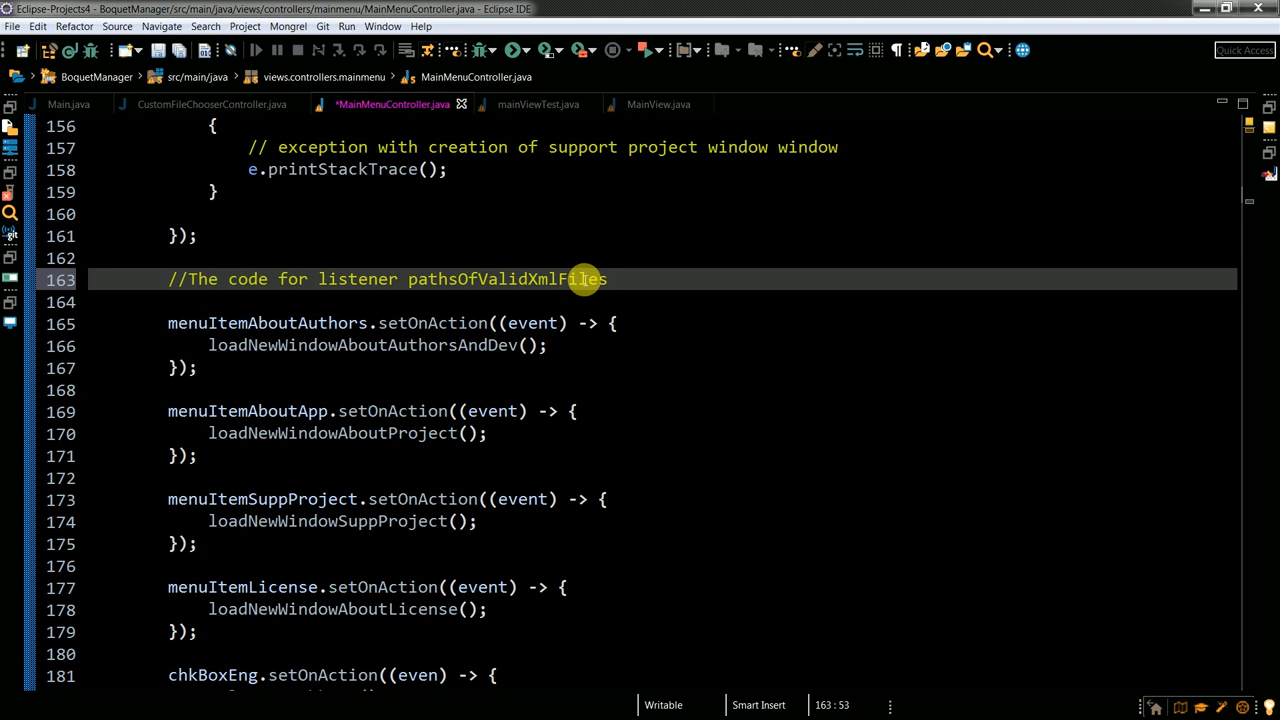 Eclipse-Projects4 - BoquetManager/src/main/java/views/controllers/mainmenu/MainMenuController.java - Eclipse IDE
File Edit Refactor Source Navigate Search Project Mongrel Git Run Window Help
Quick Access
BoquetManager src/main/java views.controllers.mainmenu MainMenuController.java
Main.java CustomFileChooserController.java *MainMenuController.java mainViewTest.java MainView.java
156 {
157 // exception with creation of support project window window
158 e.printStackTrace();
159 }
160
161 });
162
163 //The code for listener pathsOfValidXmlFiles
164
165 menuItemAboutAuthors.setOnAction((event) -> {
166 loadNewWindowAboutAuthorsAndDev();
167 });
168
169 menuItemAboutApp.setOnAction((event) -> {
170 loadNewWindowAboutProject();
171 });
172
173 menuItemSuppProject.setOnAction((event) -> {
174 loadNewWindowSuppProject();
175 });
176
177 menuItemLicense.setOnAction((event) -> {
178 loadNewWindowAboutLicense();
179 });
180
181 chkBoxEng.setOnAction((even) -> {
Writable Smart Insert 163 : 53